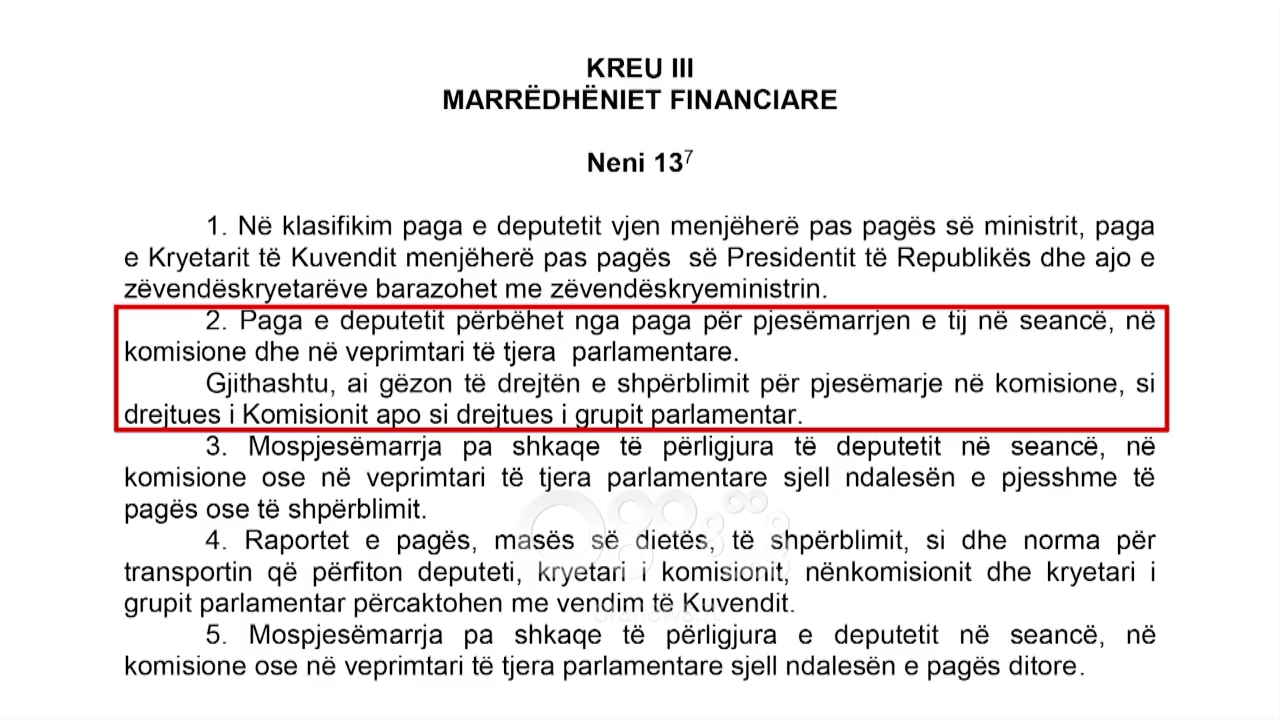 KREU III
MARRËDHËNIET FINANCIARE
Neni 13⁷
1. Në klasifikim paga e deputetit vjen menjëherë pas pagës së ministrit, paga
e Kryetarit të Kuvendit menjëherë pas pagës së Presidentit të Republikës dhe ajo e
zëvendëskryetarëve barazohet me zëvendëskryeministrin.
2. Paga e deputetit përbëhet nga paga për pjesëmarrjen e tij në seancë, në
komisione dhe në veprimtari të tjera parlamentare.
Gjithashtu, ai gëzon të drejtën e shpërblimit për pjesëmarje në komisione, si
drejtues i Komisionit apo si drejtues i grupit parlamentar.
3. Mospjesëmarrja pa shkaqe të përligjura të deputetit në seancë, në
komisione ose në veprimtari të tjera parlamentare sjell ndalesën e pjesshme të
pagës ose të shpërblimit.
4. Raportet e pagës, masës së dietës, të shpërblimit, si dhe norma për
transportin që përfiton deputeti, kryetari i komisionit, nënkomisionit dhe kryetari i
grupit parlamentar përcaktohen me vendim të Kuvendit.
5. Mospjesëmarrja pa shkaqe të përligjura e deputetit në seancë, në
komisione ose në veprimtari të tjera parlamentare sjell ndalesën e pagës ditore.